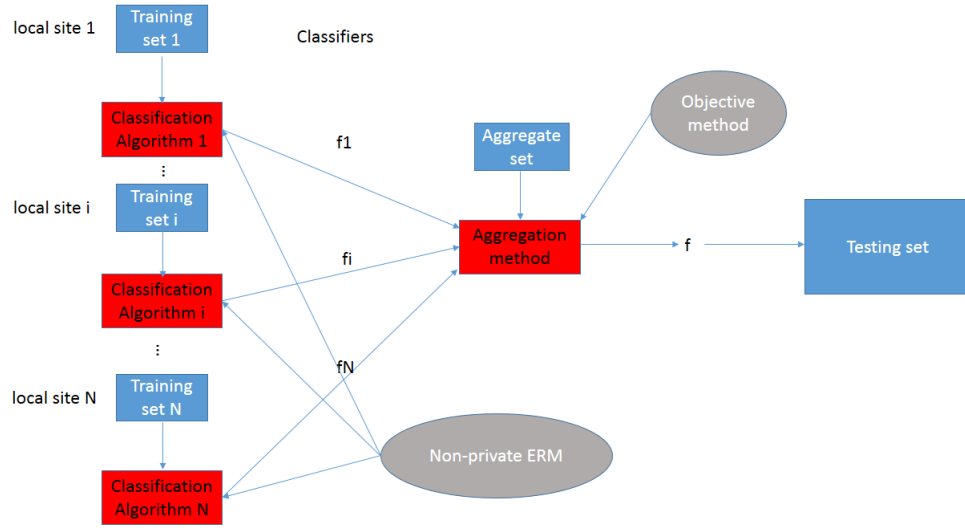 local site 1
Training
set 1
Classifiers
Classification
Algorithm 1
...
local site i
Training
set i
Classification
Algorithm i
...
local site N
Training
set N
Classification
Algorithm N
f1
fi
fN
Aggregate
set
Objective
method
Aggregation
method
f
Testing set
Non-private ERM